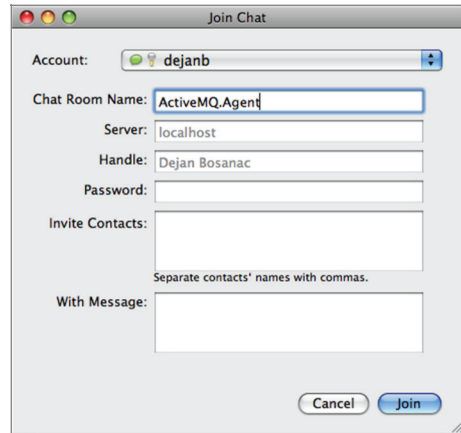 Join Chat
Account: dejanb
Chat Room Name: ActiveMQ.Agent
Server: localhost
Handle: Dejan Bosanac
Password:
Invite Contacts:
Separate contacts' names with commas.
With Message:
Cancel Join